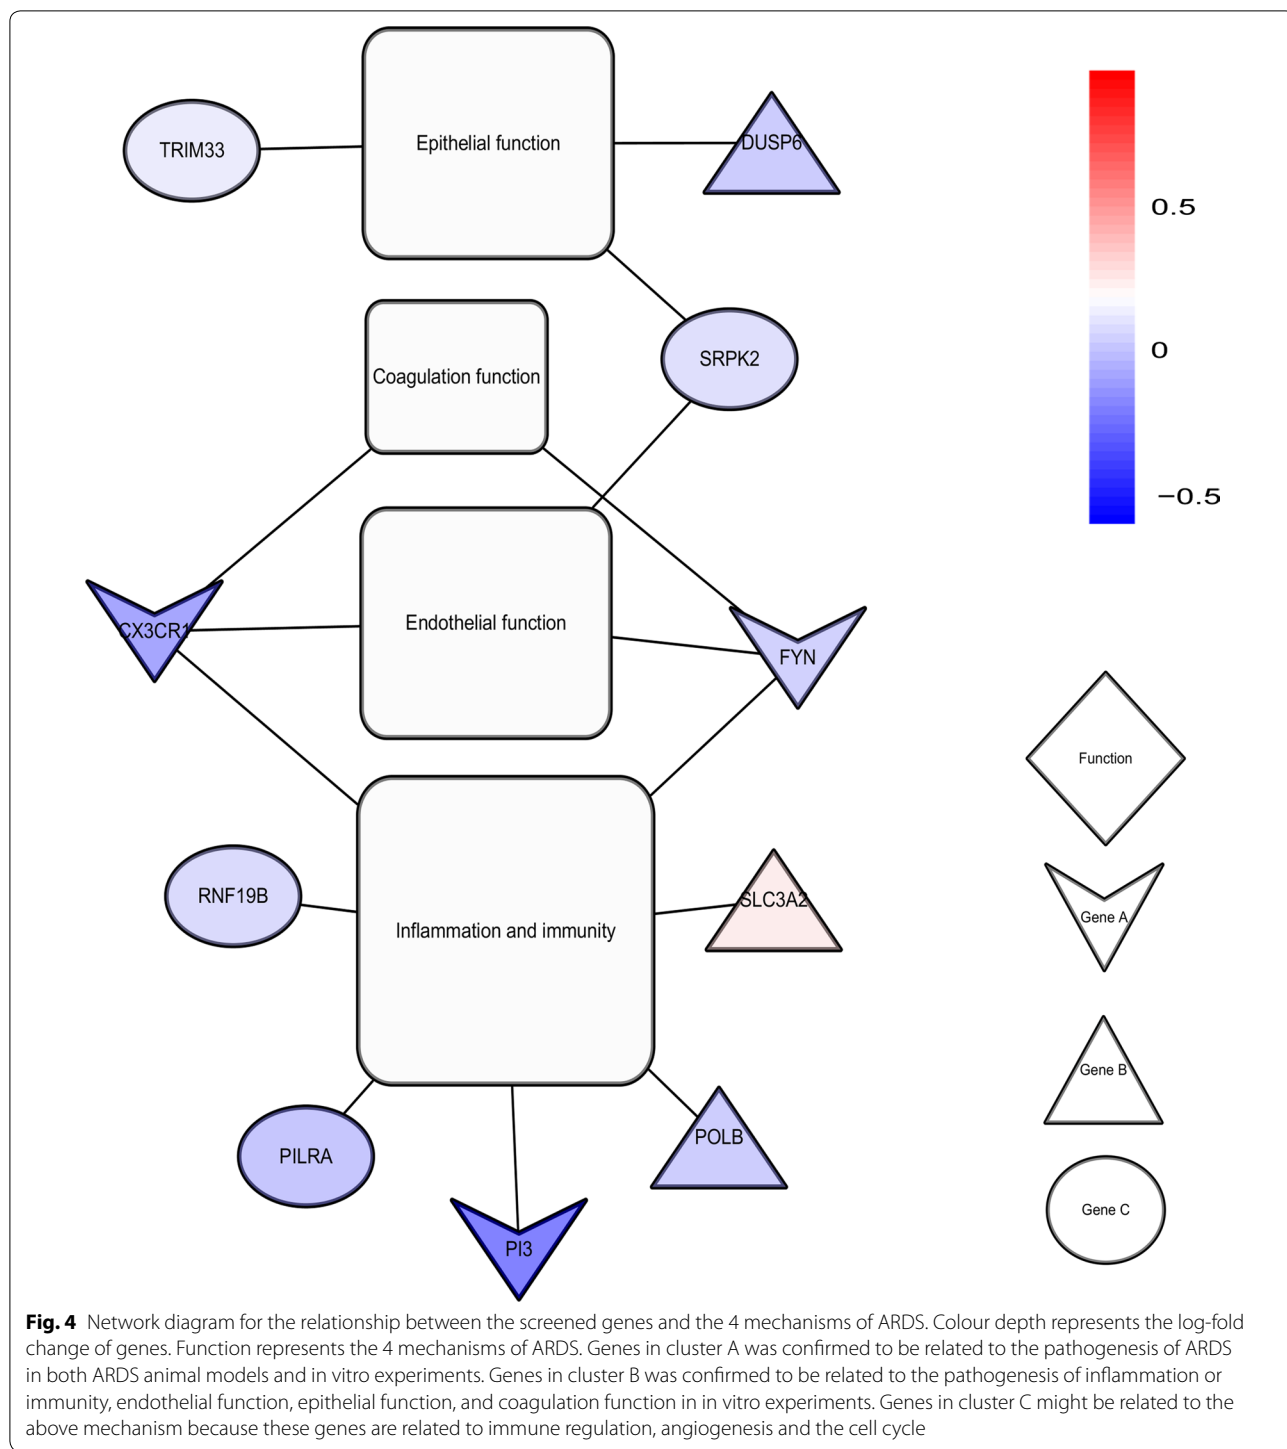 Epithelial function
TRIM33
DUSP6
0.5
SRPK2
0
Coagulation function
−0.5
CX3CR1
Endothelial function
FYN
Function
RNF19B
SLC3A2
Gene A
Inflammation and immunity
Gene B
POLB
PILRA
Gene C
PI3
Fig. 4 Network diagram for the relationship between the screened genes and the 4 mechanisms of ARDS. Colour depth represents the log-fold
change of genes. Function represents the 4 mechanisms of ARDS. Genes in cluster A was confirmed to be related to the pathogenesis of ARDS
in both ARDS animal models and in vitro experiments. Genes in cluster B was confirmed to be related to the pathogenesis of inflammation or
immunity, endothelial function, epithelial function, and coagulation function in in vitro experiments. Genes in cluster C might be related to the
above mechanism because these genes are related to immune regulation, angiogenesis and the cell cycle